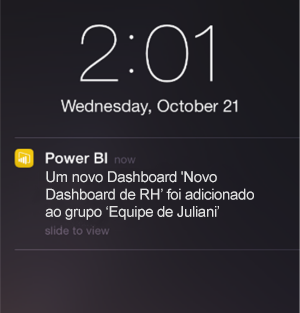 2:01
Wednesday, October 21
Power BI now
Um novo Dashboard 'Novo
Dashboard de RH' foi adicionado
ao grupo ‘Equipe de Juliani’
slide to view